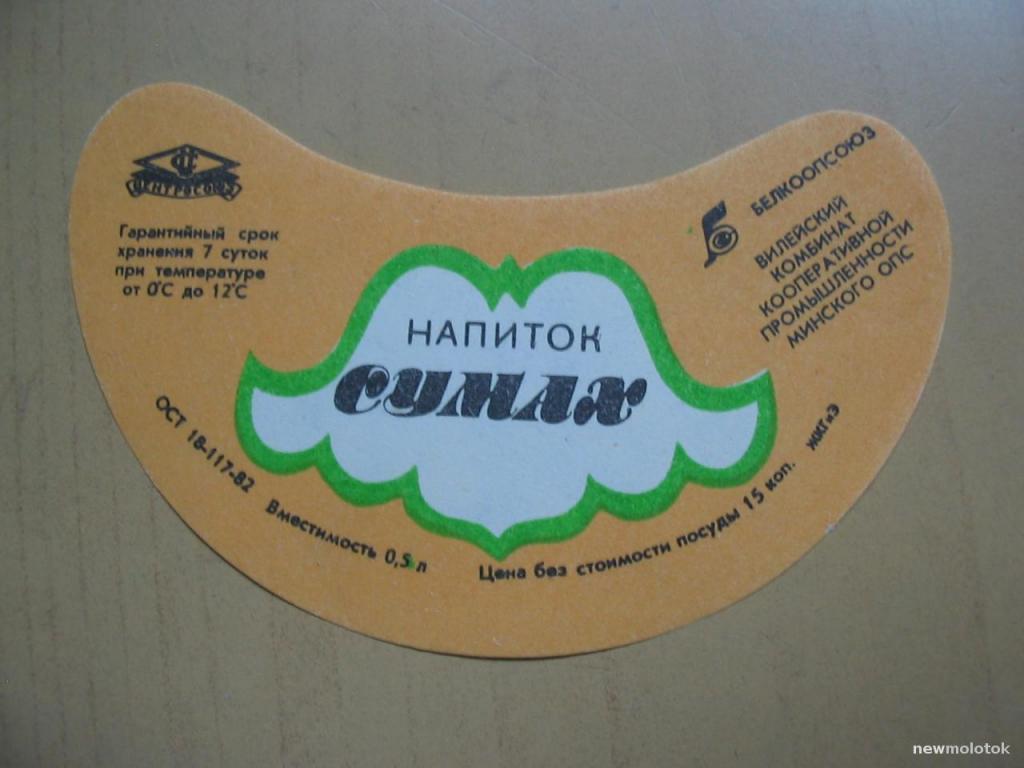 ЦЕНТРОСОЮЗ
Гарантийный срок
хранения 7 суток
при температуре
от 0°С до 12°С
БЕЛКООПСОЮЗ
ВИЛЕЙСКИЙ
КОМБИНАТ
КООПЕРАТИВНОЙ
ПРОМЫШЛЕННОСТИ
МИНСКОГО ОПС
НАПИТОК
СУМАХ
ОСТ 18-117-82 Вместимость 0,5 л Цена без стоимости посуды 15 коп.
newmolotok